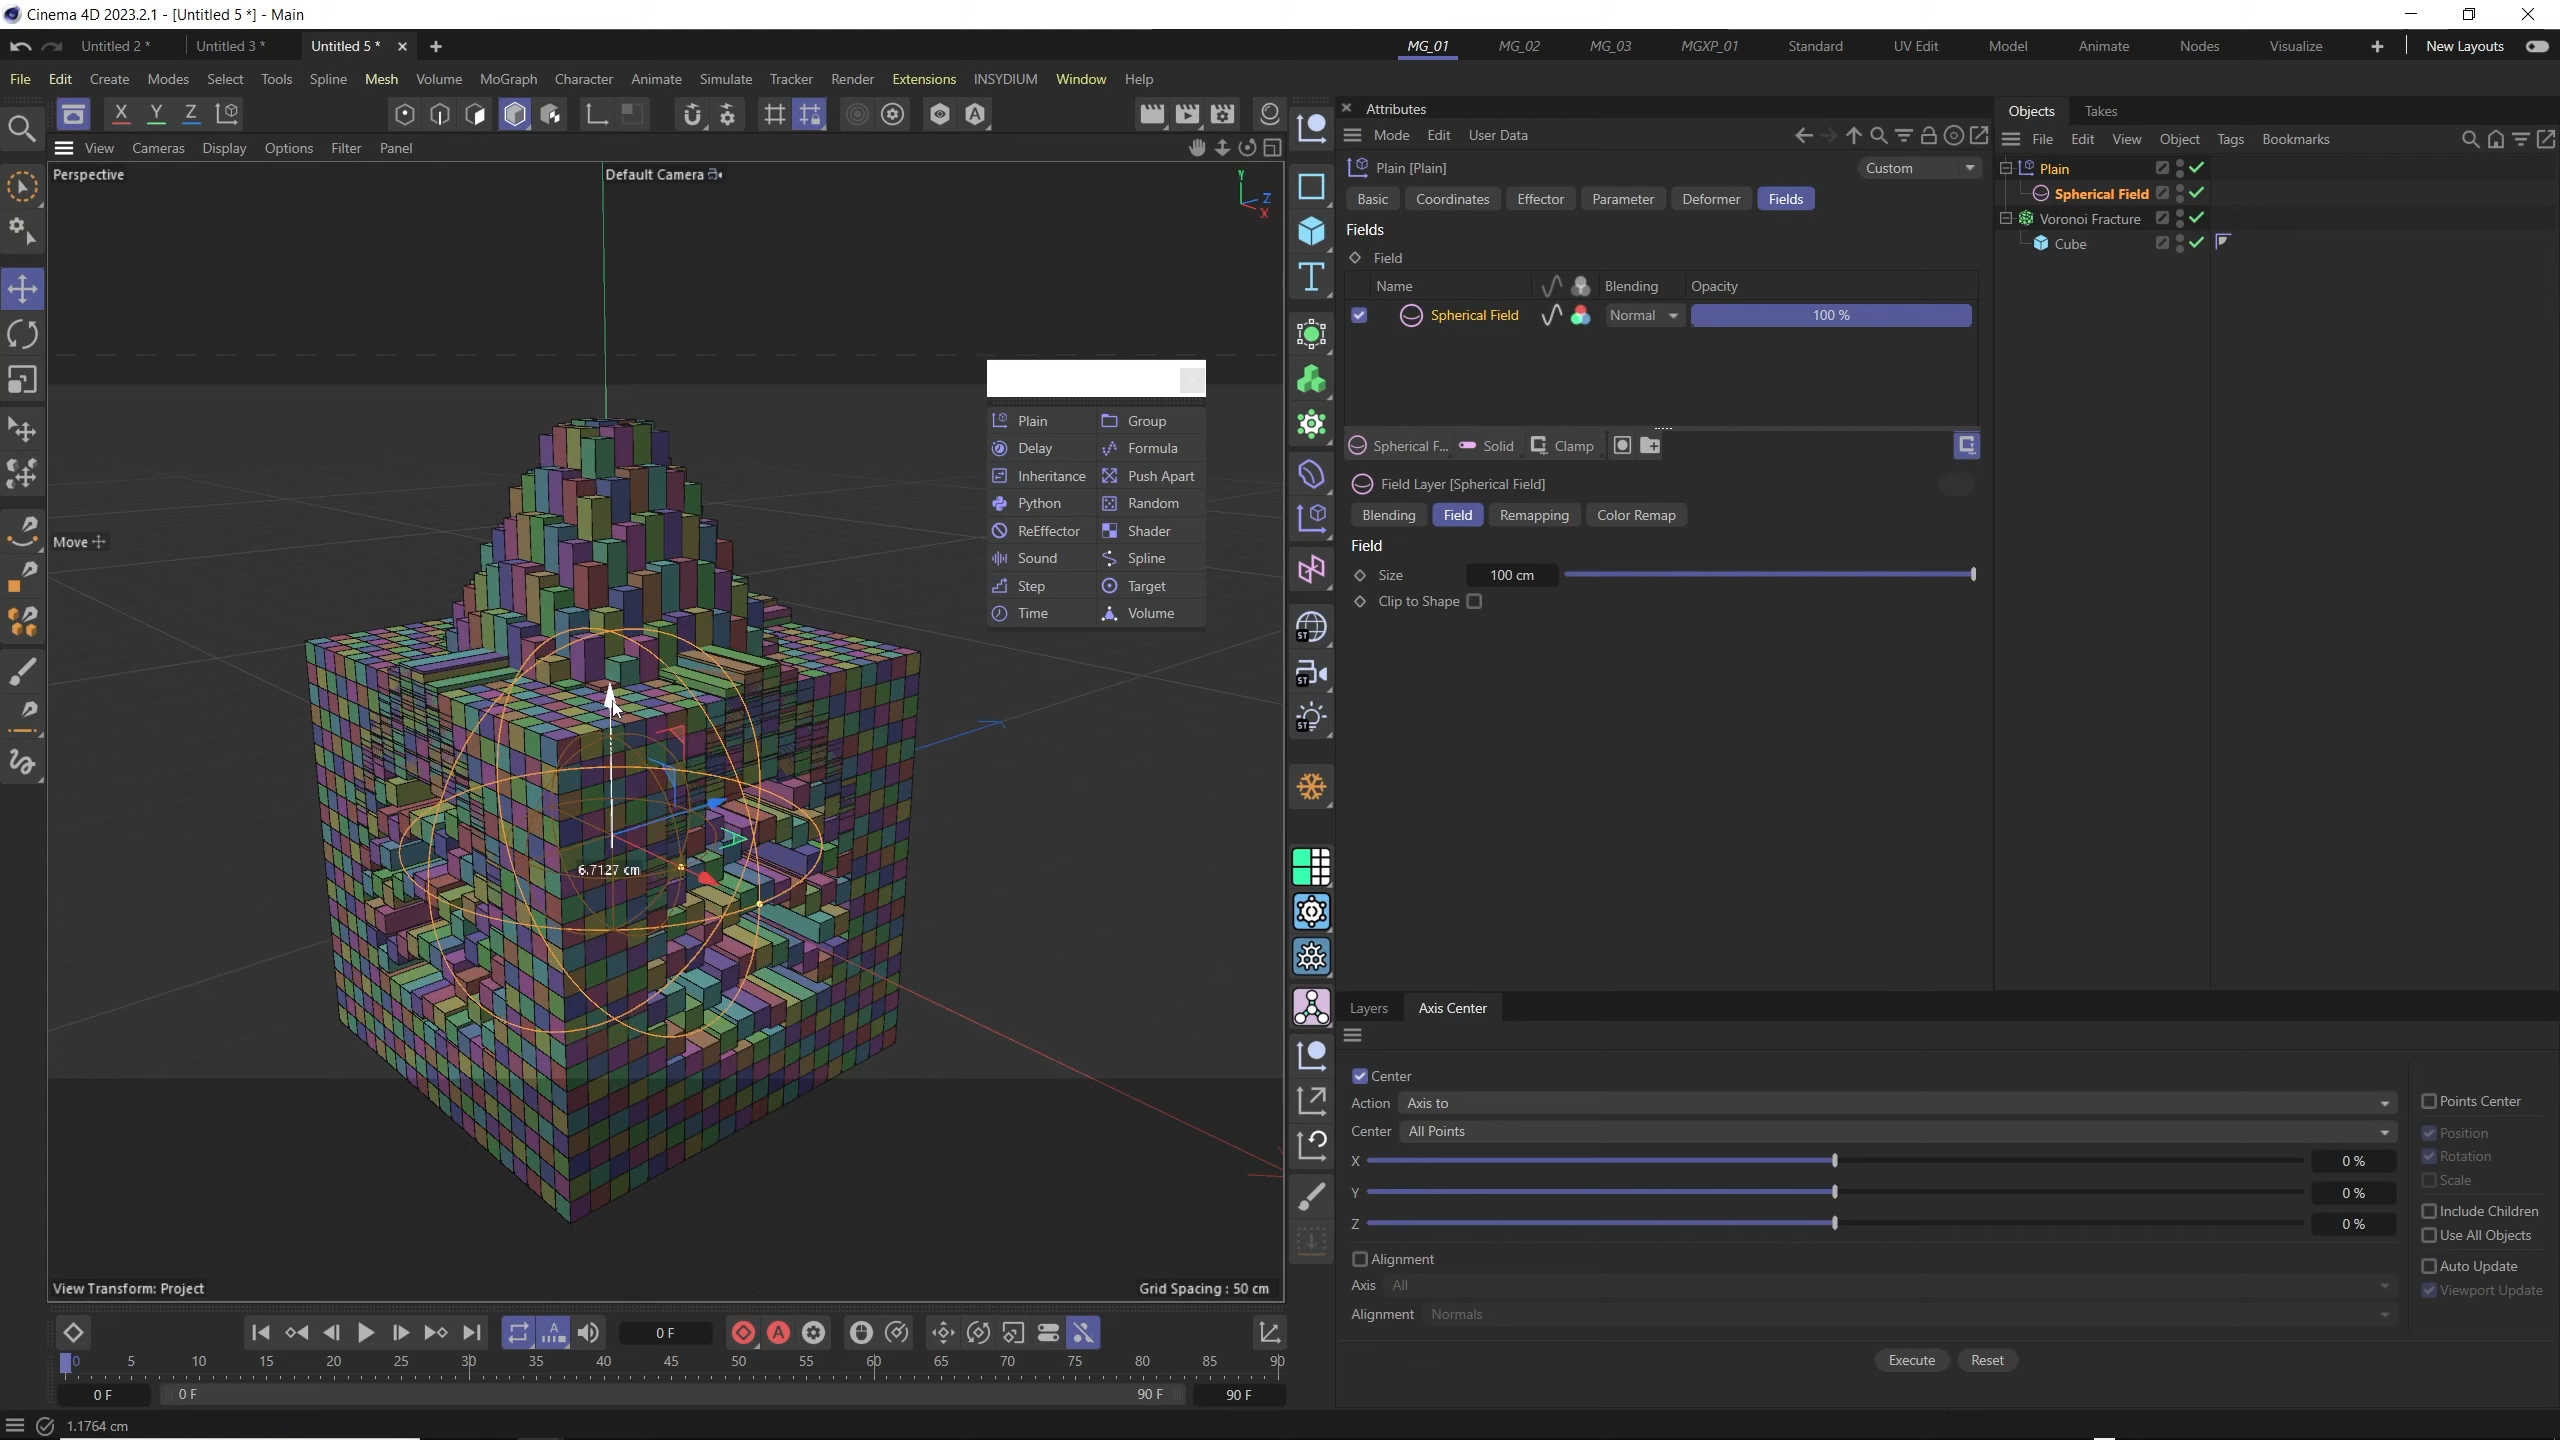 Cinema 4D 2023.2.1 - [Untitled 5 *] - Main
Untitled 2 * Untitled 3 * Untitled 5 * MG_01 MG_02 MG_03 MGXP_01 Standard UV Edit Model Animate Nodes Visualize New Layouts
File Edit Create Modes Select Tools Spline Mesh Volume MoGraph Character Animate Simulate Tracker Render Extensions INSYDIUM Window Help
X Y Z
View Cameras Display Options Filter Panel
Perspective
Default Camera
Y
Z
X
Move
Plain Group
Delay Formula
Inheritance Push Apart
Python Random
ReEffector Shader
Sound Spline
Step Target
Time Volume
6.7127 cm
View Transform: Project
Grid Spacing : 50 cm
ST
ST
ST
Attributes
Mode Edit User Data
Plain [Plain]
Custom
Basic Coordinates Effector Parameter Deformer Fields
Fields
Field
Name Blending Opacity
Spherical Field Normal 100 %
Spherical F... Solid Clamp
Field Layer [Spherical Field]
Blending Field Remapping Color Remap
Field
Size 100 cm
Clip to Shape
Objects Takes
File Edit View Object Tags Bookmarks
Plain
Spherical Field
Voronoi Fracture
Cube
Layers Axis Center
Center
Action Axis to
Center All Points
X 0 %
Y 0 %
Z 0 %
Alignment
Axis All
Alignment Normals
Points Center
Position
Rotation
Scale
Include Children
Use All Objects
Auto Update
Viewport Update
Execute Reset
0 F
0 5 10 15 20 25 30 35 40 45 50 55 60 65 70 75 80 85 90
0 F 0 F 90 F 90 F
1.1764 cm